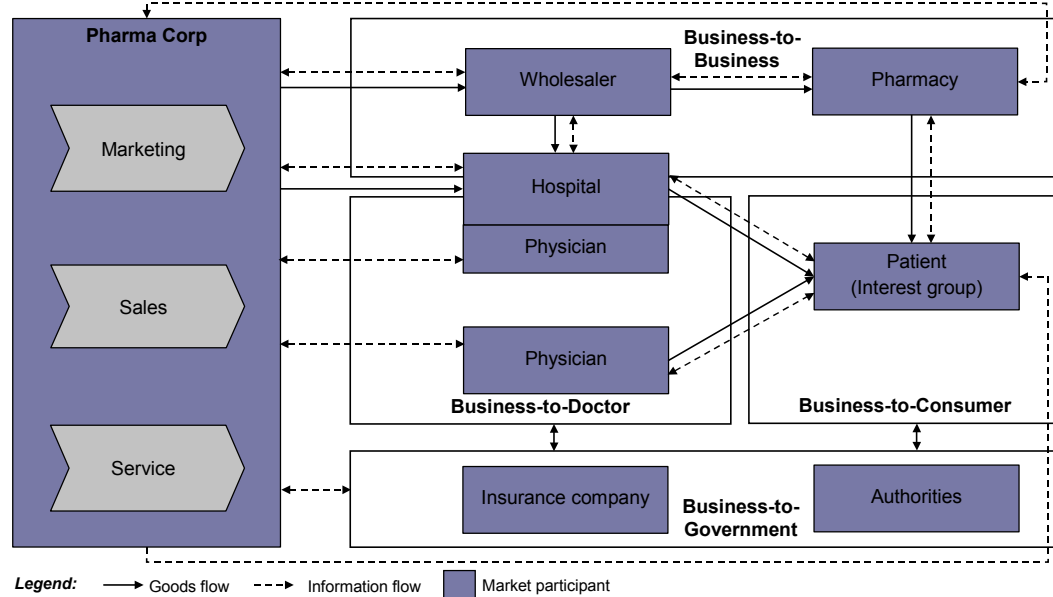 Pharma Corp
Marketing
Sales
Service
Business-to-
Business
Wholesaler
Pharmacy
Hospital
Physician
Physician
Business-to-Doctor
Patient
(Interest group)
Business-to-Consumer
Insurance company
Business-to-
Government
Authorities
Legend:
Goods flow
Information flow
Market participant